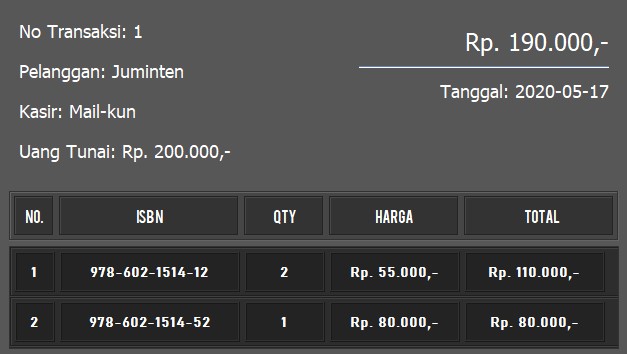 No Transaksi: 1
Rp. 190.000,-
Pelanggan: Juminten
Tanggal: 2020-05-17
Kasir: Mail-kun
Uang Tunai: Rp. 200.000,-
NO. ISBN QTY HARGA TOTAL
1 978-602-1514-12 2 Rp. 55.000,- Rp. 110.000,-
2 978-602-1514-52 1 Rp. 80.000,- Rp. 80.000,-